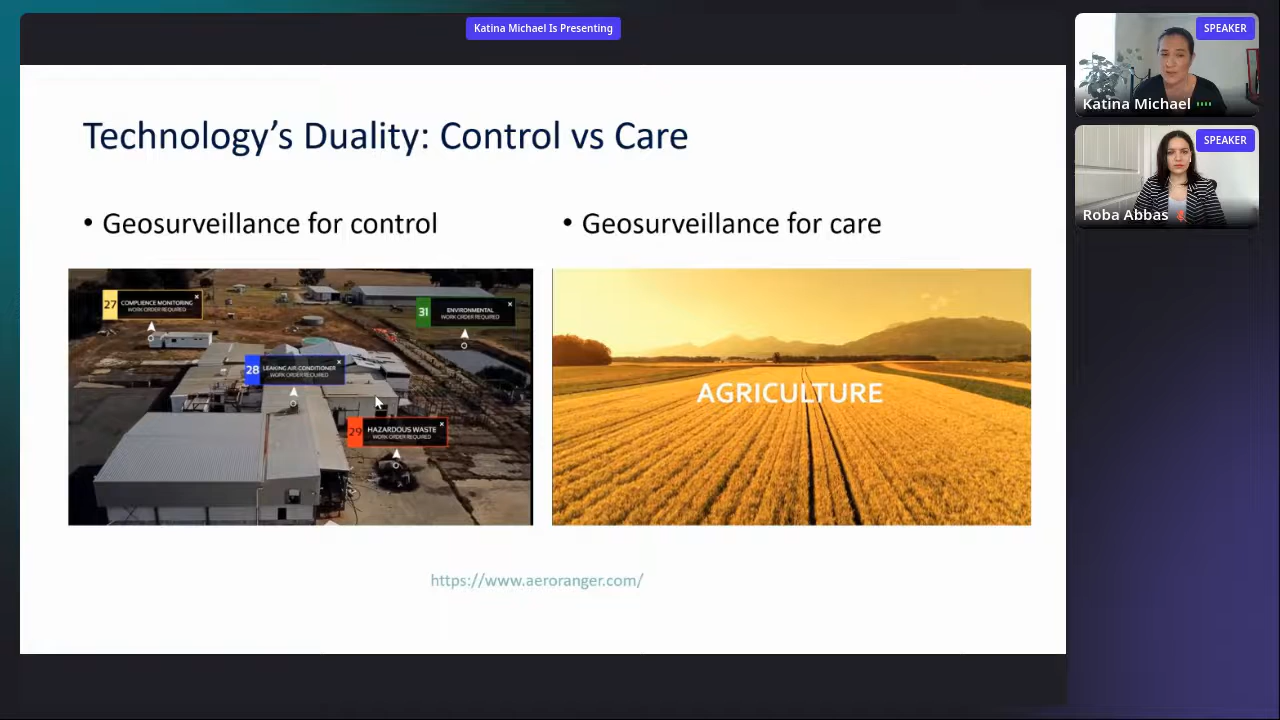 Katina Michael Is Presenting
Technology's Duality: Control vs Care
• Geosurveillance for control
• Geosurveillance for care
27 COMPLIENCE MONITORING
WORK ORDER REQUIRED
31 ENVIRONMENTAL
WORK ORDER REQUIRED
28 LEAKING AIR-CONDITIONER
WORK ORDER REQUIRED
29 HAZARDOUS WASTE
WORK ORDER REQUIRED
AGRICULTURE
https://www.aeroranger.com/
SPEAKER
Katina Michael
SPEAKER
Roba Abbas